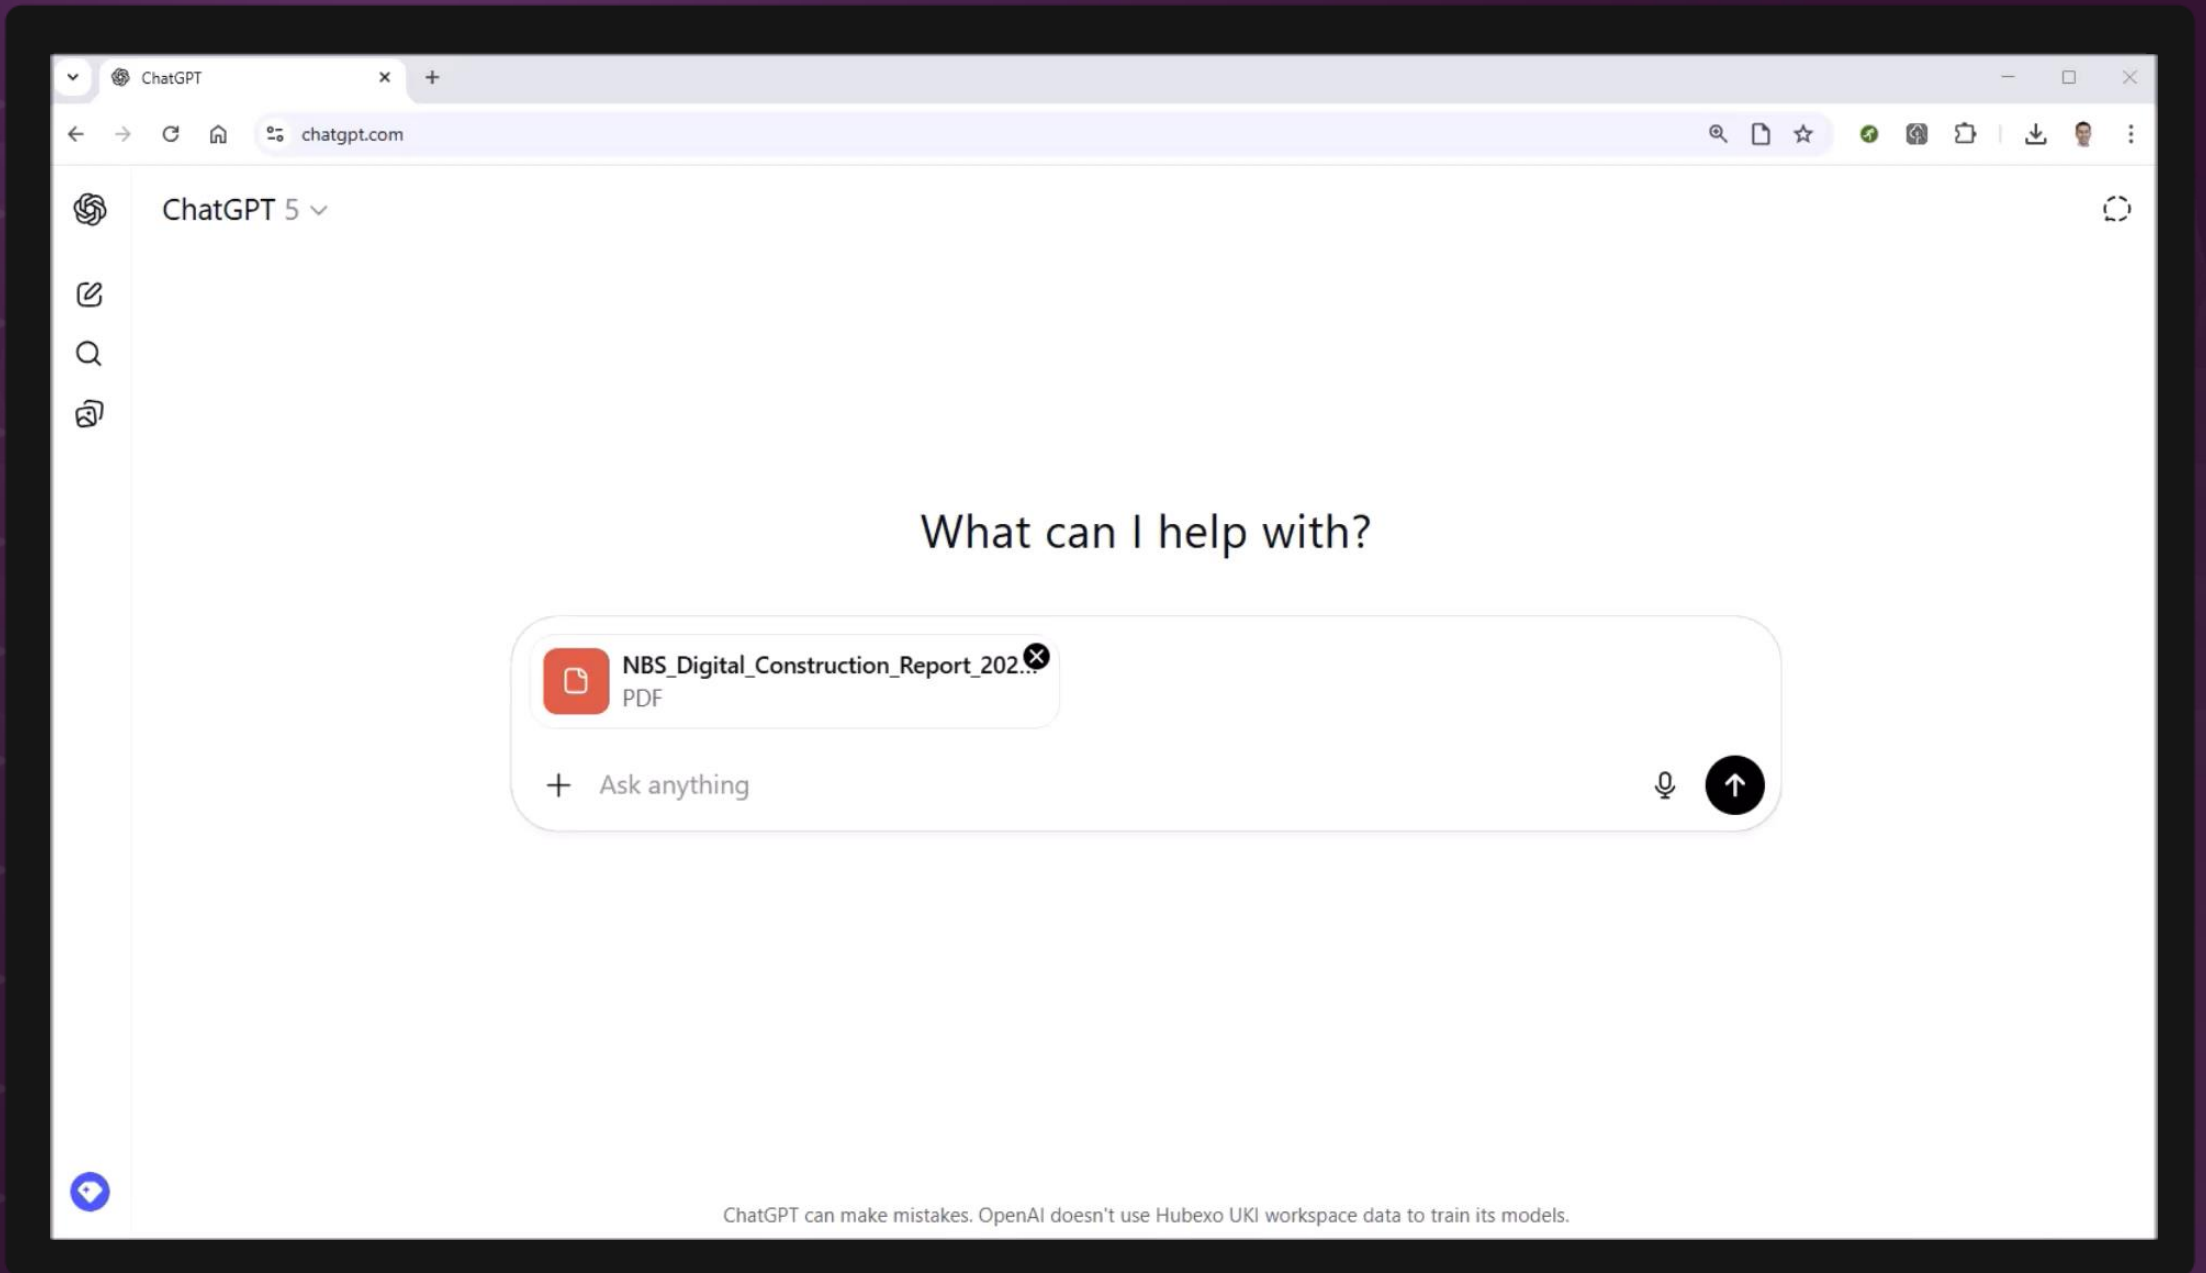 ChatGPT
chatgpt.com
ChatGPT 5
What can I help with?
NBS_Digital_Construction_Report_202...
PDF
Ask anything
ChatGPT can make mistakes. OpenAI doesn't use Hubexo UKI workspace data to train its models.